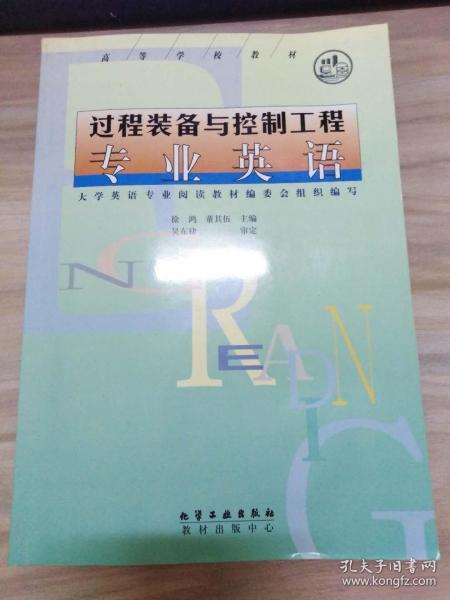 高等学校教材
过程装备与控制工程
专业英语
大学英语专业阅读教材编委会组织编写
徐鸿 董其伍 主编
吴东棣 审定
READING
化学工业出版社
教材出版中心
孔夫子旧书网
www.kongfz.com